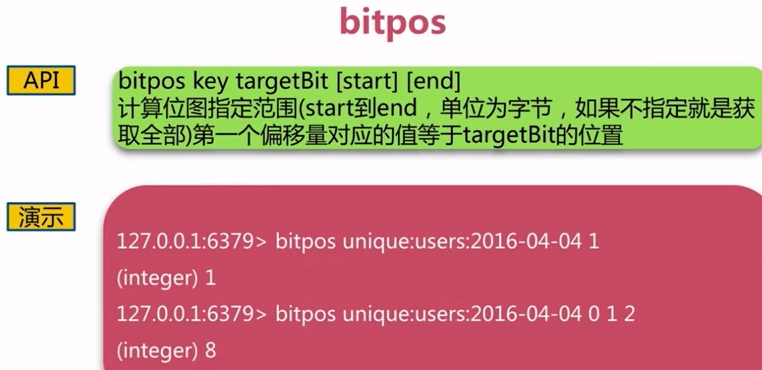 bitpos
API
bitpos key targetBit [start] [end]
计算位图指定范围(start到end，单位为字节，如果不指定就是获
取全部)第一个偏移量对应的值等于targetBit的位置
演示
127.0.0.1:6379> bitpos unique:users:2016-04-04 1
(integer) 1
127.0.0.1:6379> bitpos unique:users:2016-04-04 0 1 2
(integer) 8